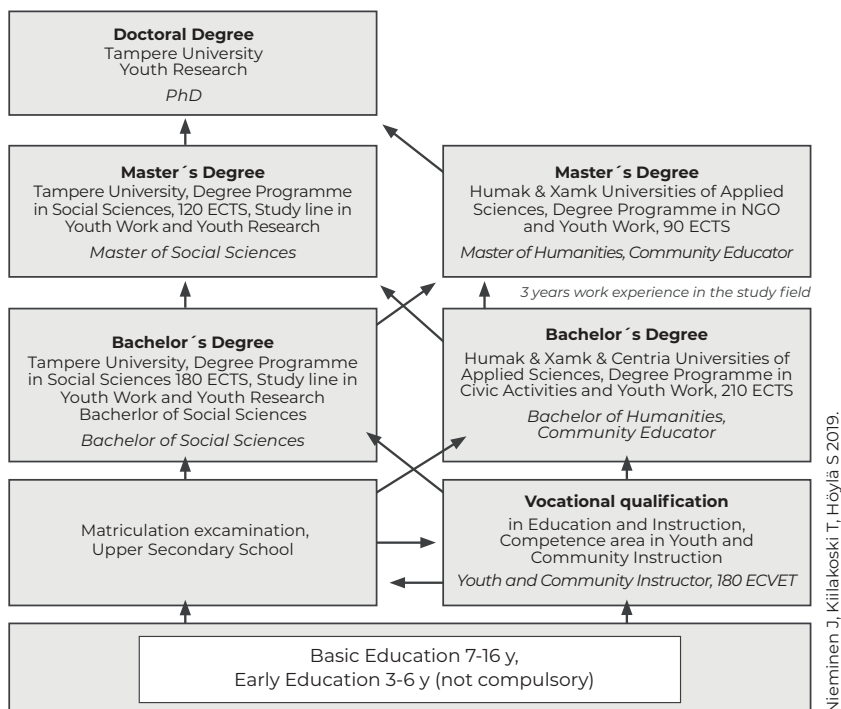 Doctoral Degree
Tampere University
Youth Research
PhD
Master´s Degree
Tampere University, Degree Programme
in Social Sciences, 120 ECTS, Study line in
Youth Work and Youth Research
Master of Social Sciences
Master´s Degree
Humak & Xamk Universities of Applied
Sciences, Degree Programme in NGO
and Youth Work, 90 ECTS
Master of Humanities, Community Educator
3 years work experience in the study field
Bachelor´s Degree
Tampere University, Degree Programme
in Social Sciences 180 ECTS, Study line in
Youth Work and Youth Research
Bacherlor of Social Sciences
Bachelor of Social Sciences
Bachelor´s Degree
Humak & Xamk & Centria Universities of
Applied Sciences, Degree Programme in
Civic Activities and Youth Work, 210 ECTS
Bachelor of Humanities,
Community Educator
Matriculation excamination,
Upper Secondary School
Vocational qualification
in Education and Instruction,
Competence area in Youth and
Community Instruction
Youth and Community Instructor, 180 ECVET
Basic Education 7-16 y,
Early Education 3-6 y (not compulsory)
Nieminen J, Kiilakoski T, Höylä S 2019.